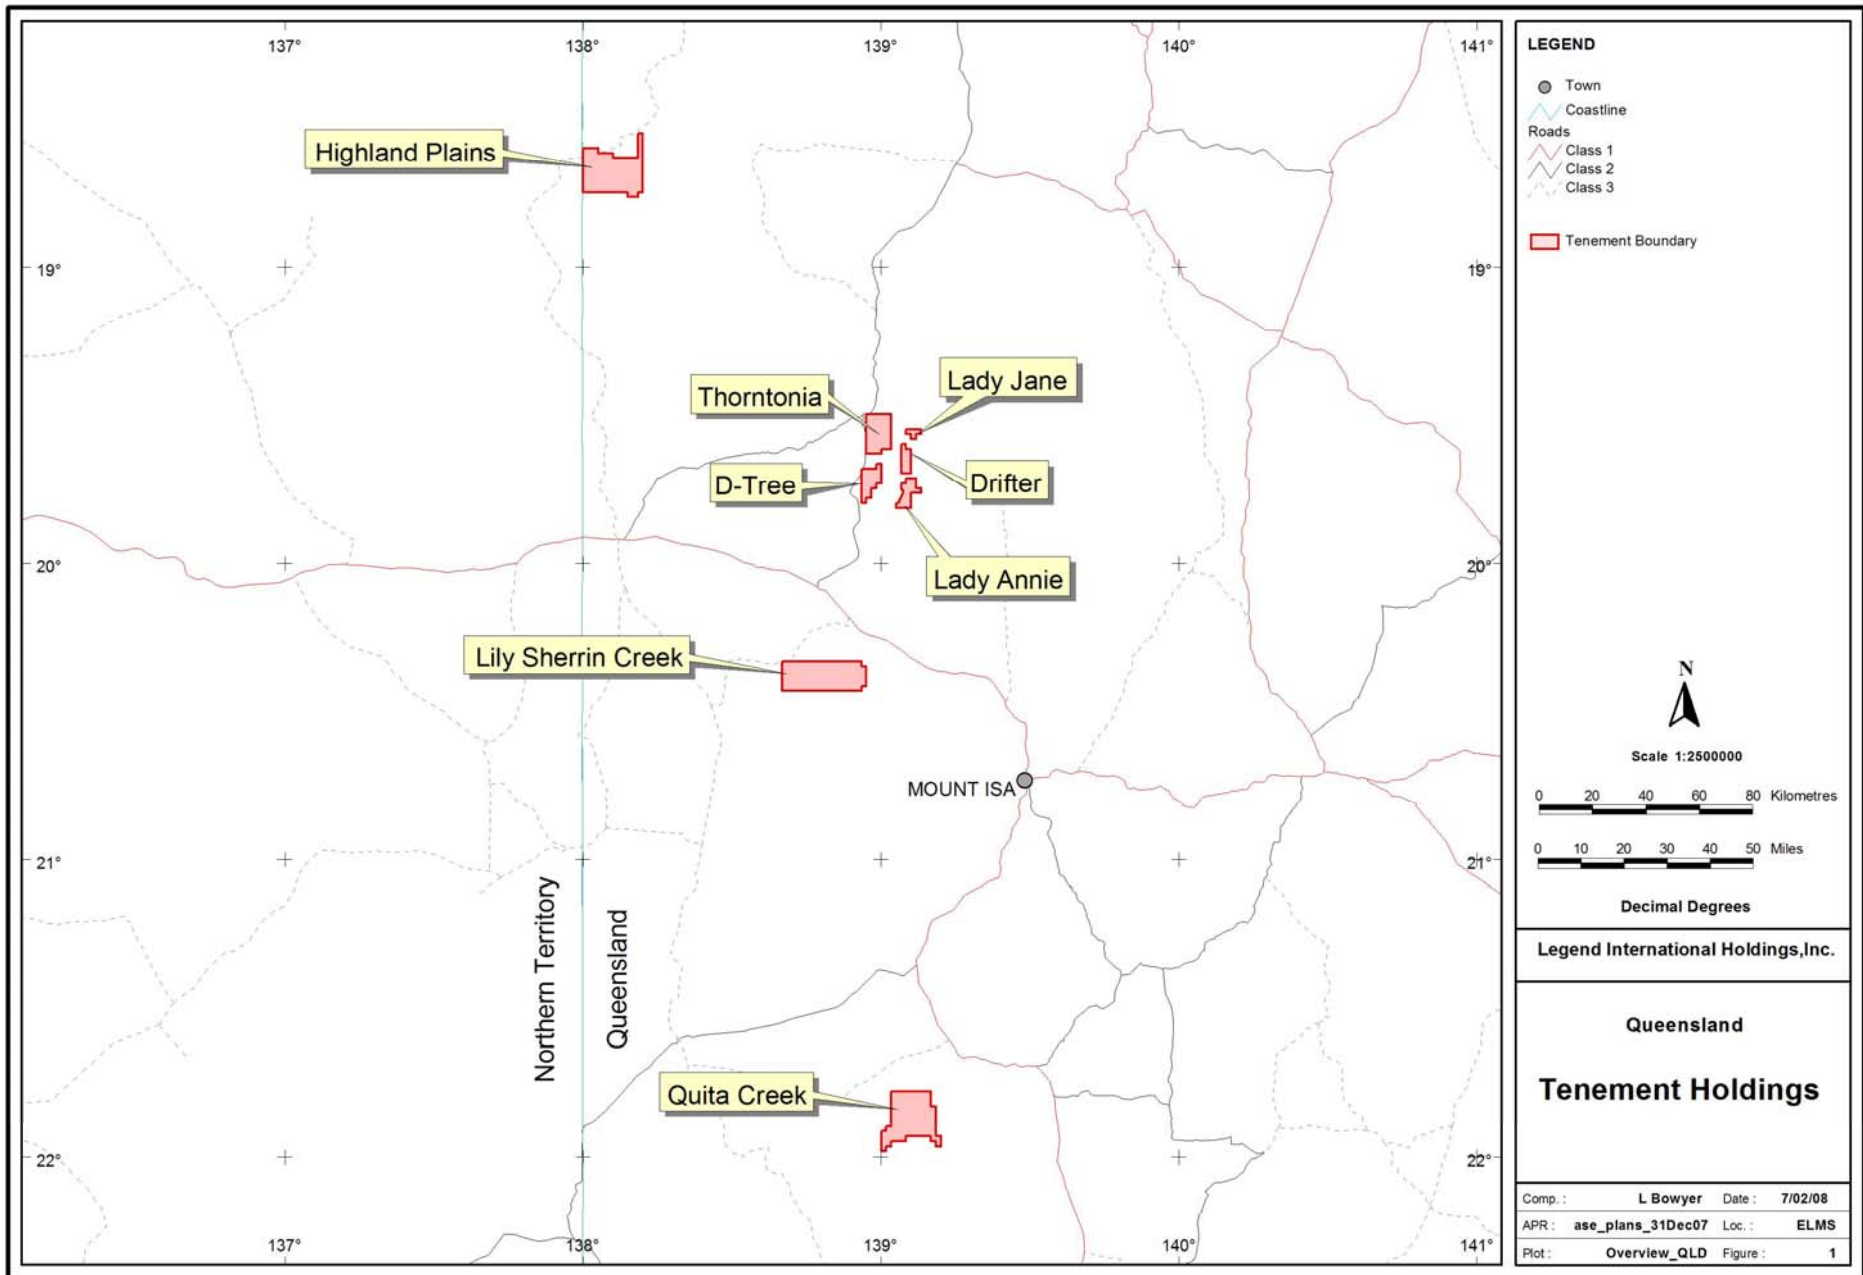 137°
138°
139°
140°
141°
Highland Plains
19°
19°
Lady Jane
Thorntonia
D-Tree
Drifter
20°
20°
Lady Annie
Lily Sherrin Creek
MOUNT ISA
21°
21°
Northern Territory
Queensland
Quita Creek
22°
22°
137°
138°
139°
140°
141°
LEGEND
Town
Coastline
Roads
Class 1
Class 2
Class 3
Tenement Boundary
N
Scale 1:2500000
0 20 40 60 80 Kilometres
0 10 20 30 40 50 Miles
Decimal Degrees
Legend International Holdings,Inc.
Queensland
Tenement Holdings
Comp. : L Bowyer Date : 7/02/08
APR : ase_plans_31Dec07 Loc. : ELMS
Plot : Overview_QLD Figure : 1